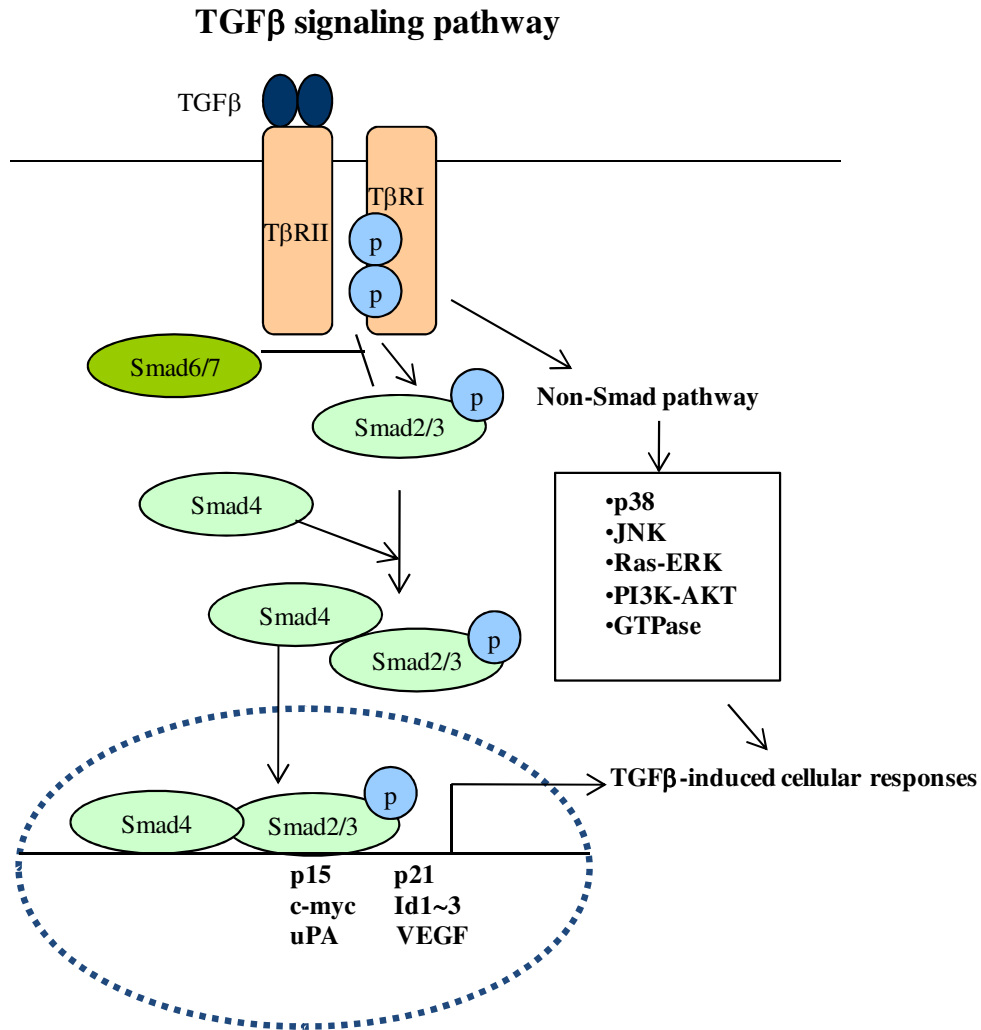 TGFβ signaling pathway
TGFβ
TβRI
TβRII
p
p
Smad6/7
p
Smad2/3
Non-Smad pathway
Smad4
•p38
•JNK
•Ras-ERK
•PI3K-AKT
•GTPase
Smad4
p
Smad2/3
TGFβ-induced cellular responses
p
Smad4
Smad2/3
p15 p21
c-myc Id1~3
uPA VEGF